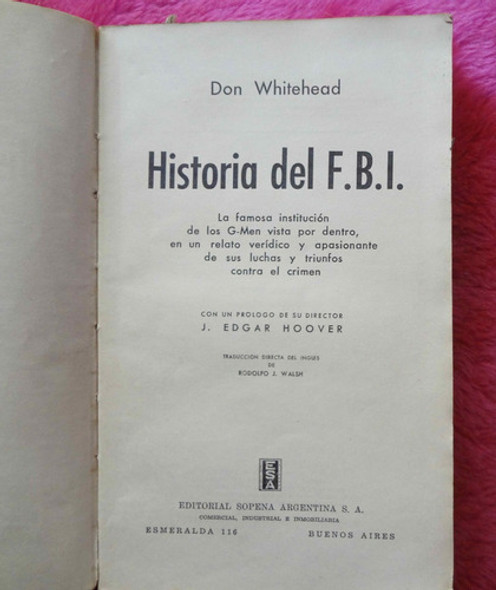 Don Whitehead
Historia del F.B.I.
La famosa institución
de los G-Men vista por dentro,
en un relato verídico y apasionante
de sus luchas y triunfos
contra el crimen
CON UN PROLOGO DE SU DIRECTOR
J. EDGAR HOOVER
TRADUCCIÓN DIRECTA DEL INGLES
DE
RODOLFO J. WALSH
ESA
EDITORIAL SOPENA ARGENTINA S. A.
COMERCIAL, INDUSTRIAL E INMOBILIARIA
ESMERALDA 116 BUENOS AIRES